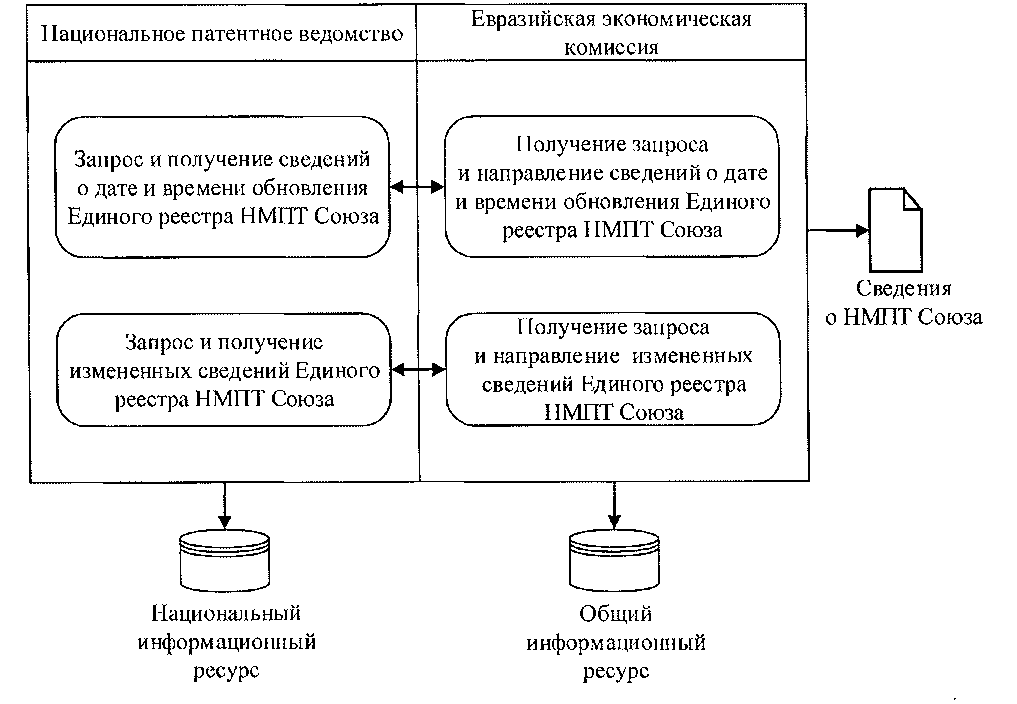 Национальное патентное ведомство
Евразийская экономическая
комиссия
Запрос и получение сведений
о дате и времени обновления
Единого реестра НМПТ Союза
Получение запроса
и направление сведений о дате
и времени обновления Единого
реестра НМПТ Союза
Сведения
о НМПТ Союза
Запрос и получение
измененных сведений Единого
реестра НМПТ Союза
Получение запроса
и направление измененных
сведений Единого реестра
НМПТ Союза
Национальный
информационный
ресурс
Общий
информационный
ресурс